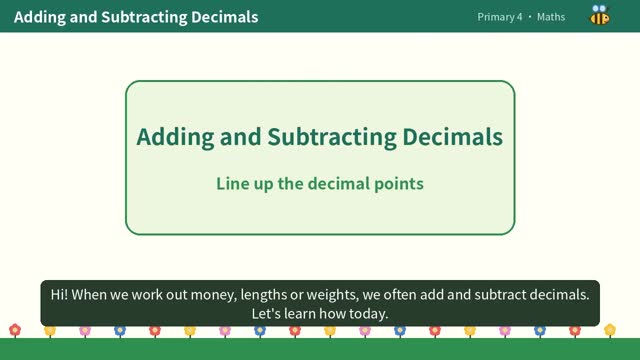 Adding and Subtracting Decimals
Primary 4 • Maths
Adding and Subtracting Decimals
Line up the decimal points
Hi! When we work out money, lengths or weights, we often add and subtract decimals.
Let's learn how today.